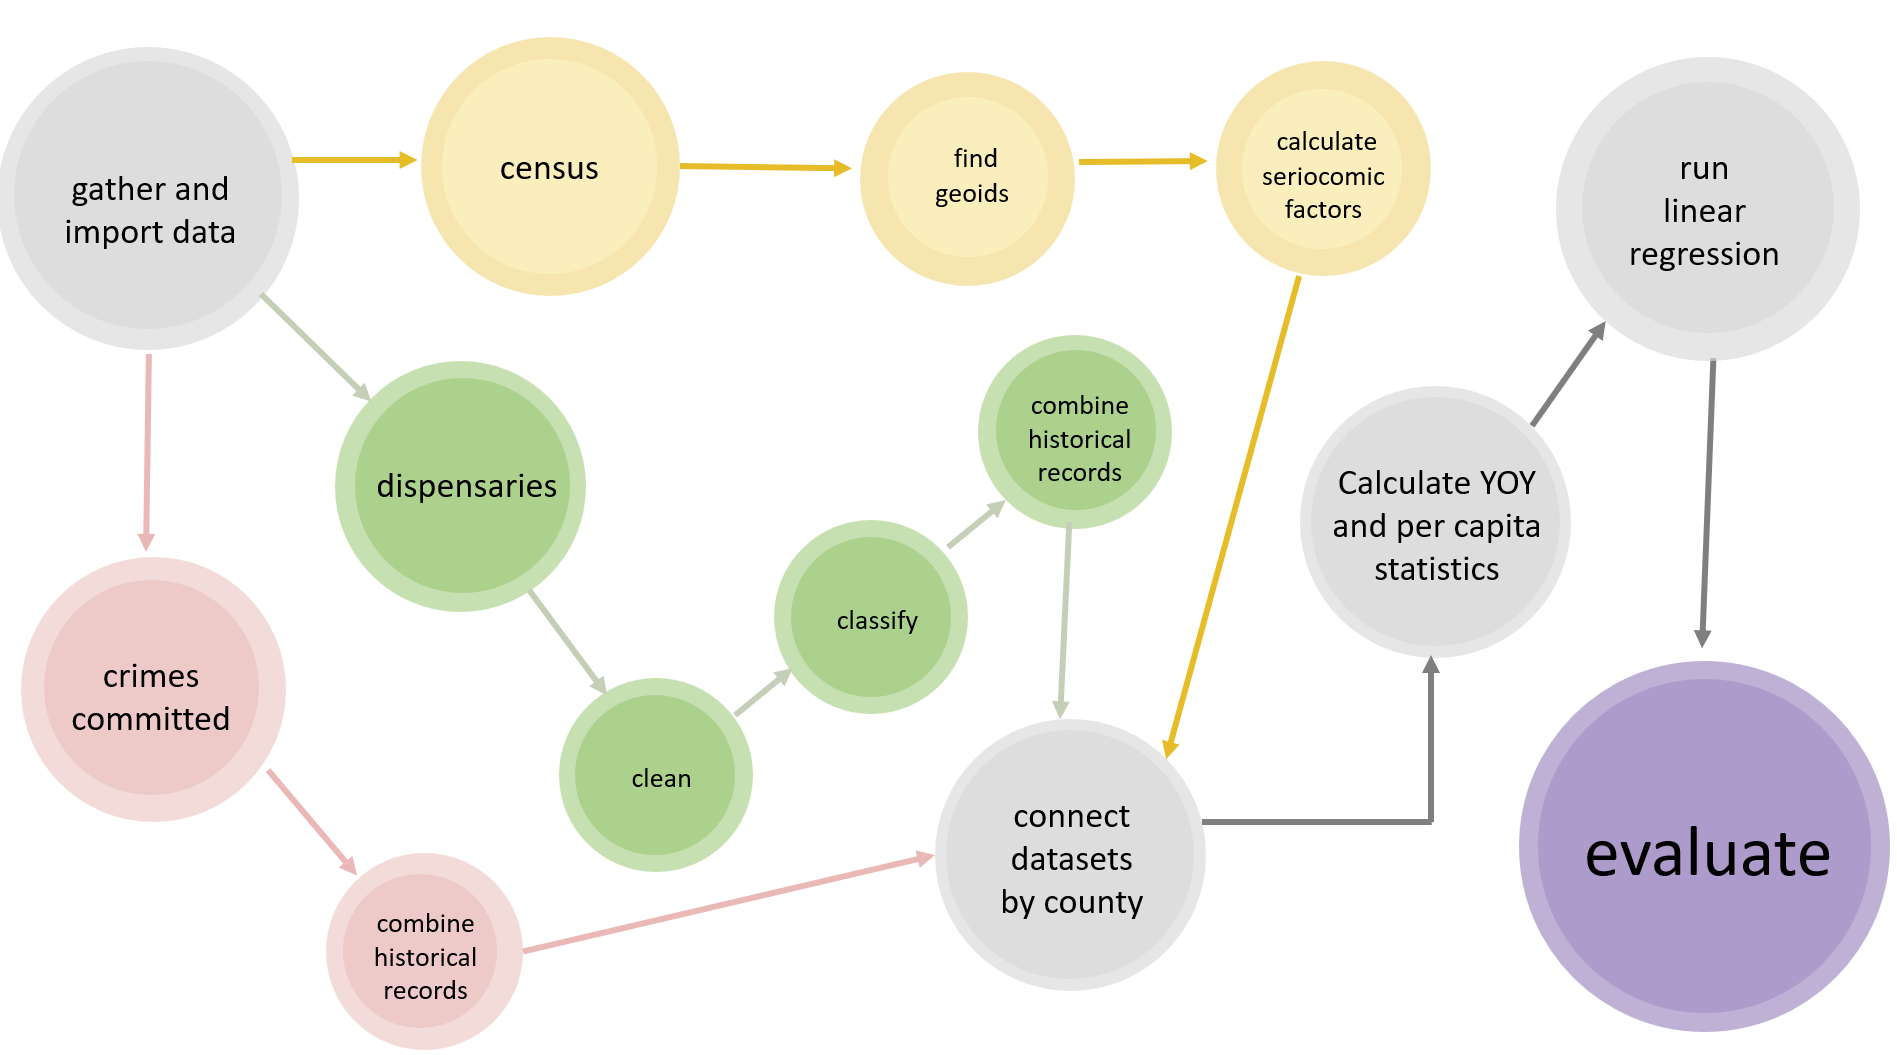 gather and
import data
census
find
geoids
calculate
seriocomic
factors
run
linear
regression
dispensaries
combine
historical
records
Calculate YOY
and per capita
statistics
classify
crimes
committed
clean
connect
datasets
by county
evaluate
combine
historical
records